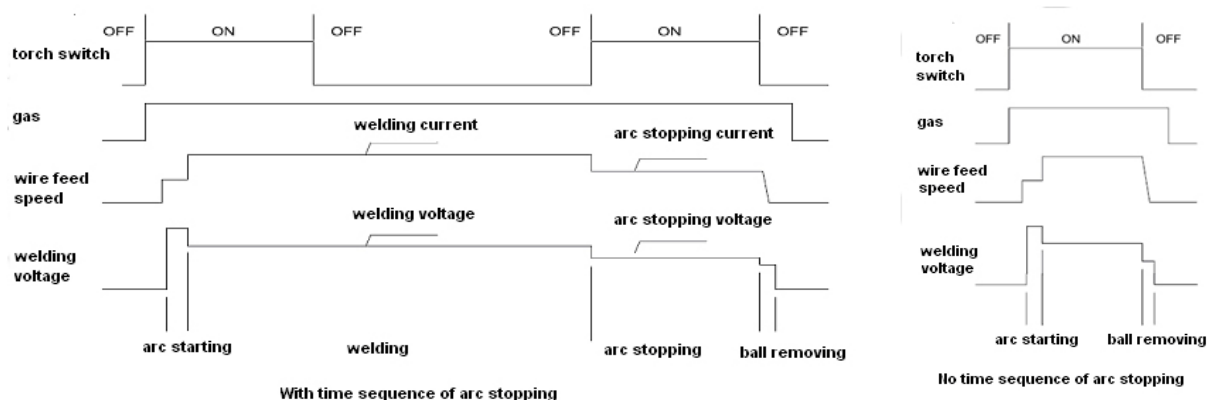 OFF ON OFF OFF ON OFF
torch switch
gas
welding current arc stopping current
wire feed
speed
welding voltage arc stopping voltage
welding
voltage
arc starting welding arc stopping ball removing
With time sequence of arc stopping
OFF ON OFF
torch
switch
gas
wire feed
speed
welding
voltage
arc starting ball removing
No time sequence of arc stopping